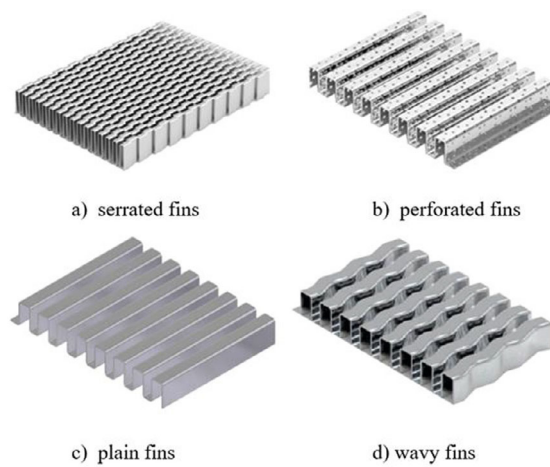 a) serrated fins
b) perforated fins
c) plain fins
d) wavy fins